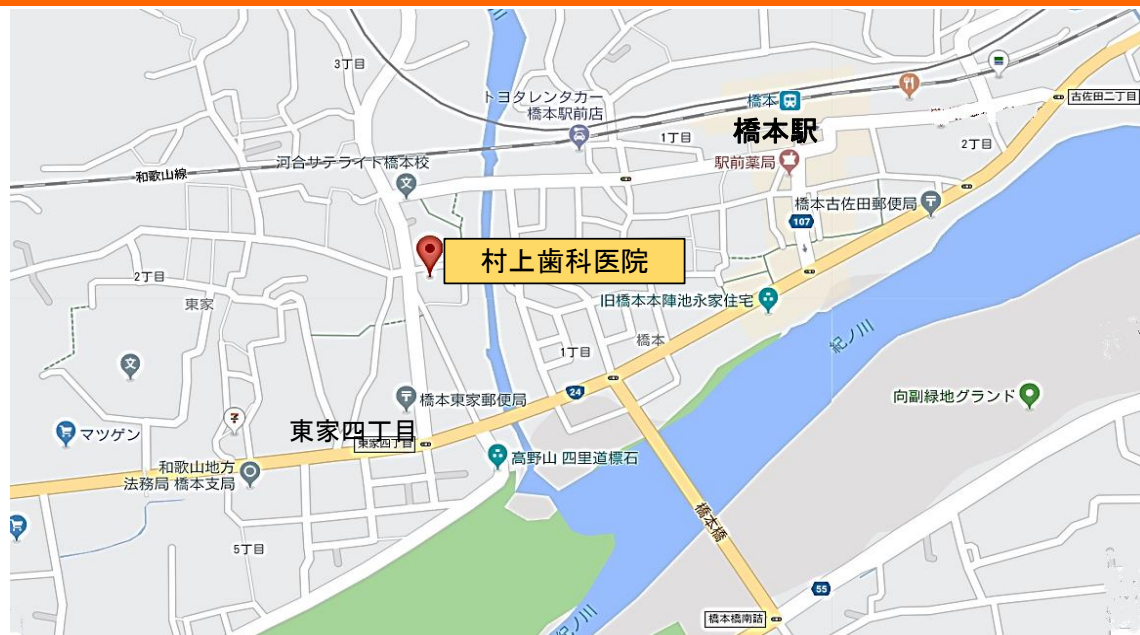 3丁目
トヨタレンタカー
橋本駅前店
橋本
橋本駅
古佐田二丁目
1丁目
2丁目
河合サテライト橋本校
駅前薬局
和歌山線
橋本古佐田郵便局
107
村上歯科医院
2丁目
東家
旧橋本本陣池永家住宅
橋本
紀ノ川
1丁目
24
橋本東家郵便局
向副緑地グランド
マツゲン
東家四丁目
東家四丁目
高野山 四里道標石
和歌山地方
法務局 橋本支局
橋本橋
5丁目
55
橋本橋南詰
紀ノ川